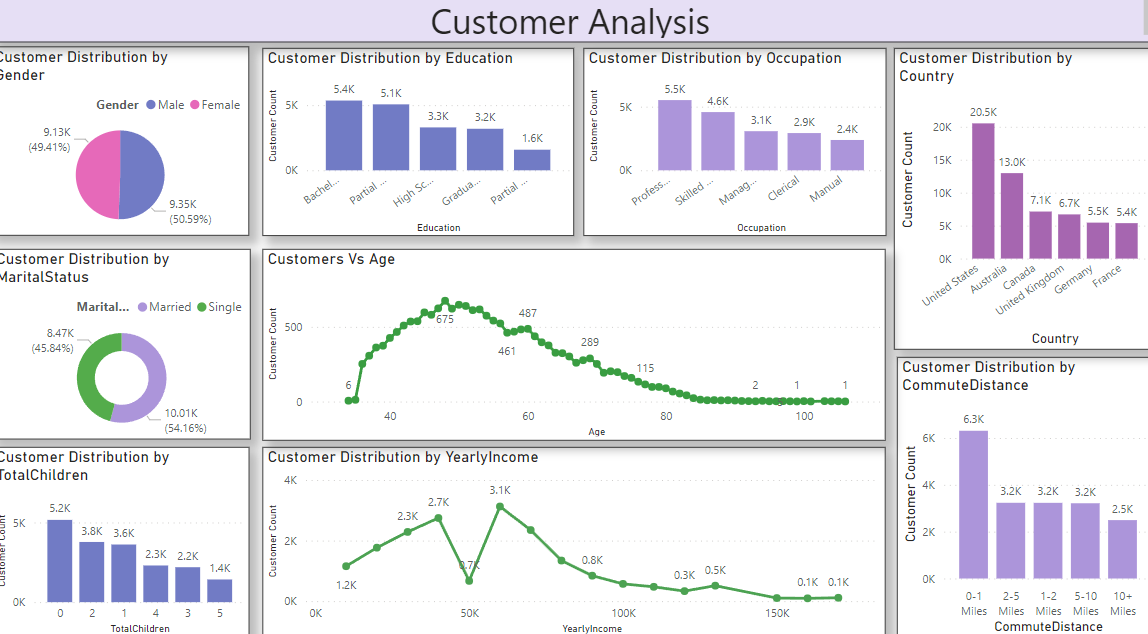 Customer Analysis
Customer Distribution by
Gender
Gender Male Female
9.13K
(49.41%)
9.35K
(50.59%)
Customer Distribution by Education
Customer Count
5K
0K
5.4K
5.1K
3.3K
3.2K
1.6K
Bachel...
Partial ...
High Sc...
Gradua...
Partial ...
Education
Customer Distribution by Occupation
Customer Count
5K
0K
5.5K
4.6K
3.1K
2.9K
2.4K
Profess...
Skilled ...
Manag...
Clerical
Manual
Occupation
Customer Distribution by
Country
Customer Count
20K
15K
10K
5K
0K
20.5K
13.0K
7.1K
6.7K
5.5K
5.4K
United States
Australia
Canada
United Kingdom
Germany
France
Country
Customer Distribution by
MaritalStatus
Marital... Married Single
8.47K
(45.84%)
10.01K
(54.16%)
Customers Vs Age
Customer Count
500
0
6
675
461
487
289
115
2
1
1
40
60
80
100
Age
Customer Distribution by
CommuteDistance
Customer Count
6K
4K
2K
0K
6.3K
3.2K
3.2K
3.2K
2.5K
0-1
Miles
2-5
Miles
1-2
Miles
5-10
Miles
10+
Miles
CommuteDistance
Customer Distribution by
TotalChildren
Customer Count
5K
0K
5.2K
3.8K
3.6K
2.3K
2.2K
1.4K
0
2
1
4
3
5
TotalChildren
Customer Distribution by YearlyIncome
Customer Count
4K
2K
0K
1.2K
2.3K
2.7K
0.7K
3.1K
0.8K
0.3K
0.5K
0.1K
0.1K
0K
50K
100K
150K
YearlyIncome